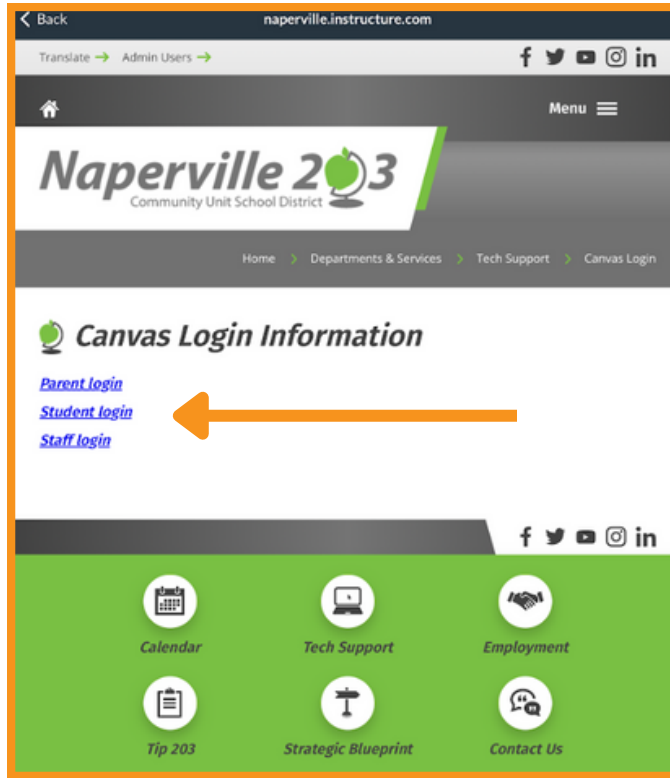 Back naperville.instructure.com
Translate → Admin Users →
Menu
Naperville 203
Community Unit School District
Home > Departments & Services > Tech Support > Canvas Login
Canvas Login Information
Parent login
Student login
Staff login
Calendar Tech Support Employment
Tip 203 Strategic Blueprint Contact Us